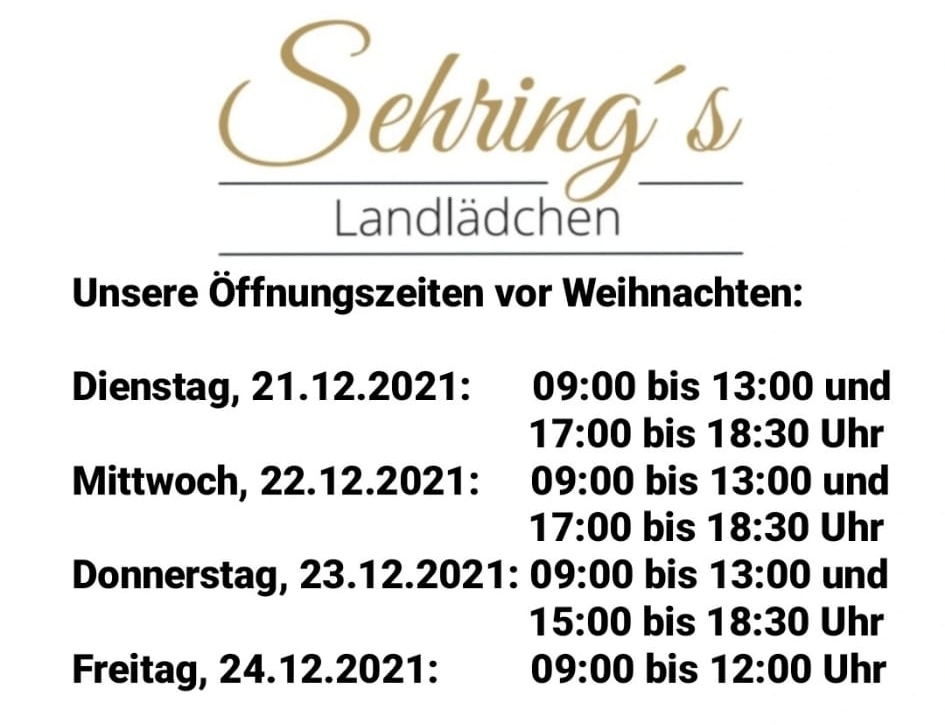 Sehring´s
Landlädchen
Unsere Öffnungszeiten vor Weihnachten:
Dienstag, 21.12.2021: 09:00 bis 13:00 und
17:00 bis 18:30 Uhr
Mittwoch, 22.12.2021: 09:00 bis 13:00 und
17:00 bis 18:30 Uhr
Donnerstag, 23.12.2021: 09:00 bis 13:00 und
15:00 bis 18:30 Uhr
Freitag, 24.12.2021: 09:00 bis 12:00 Uhr